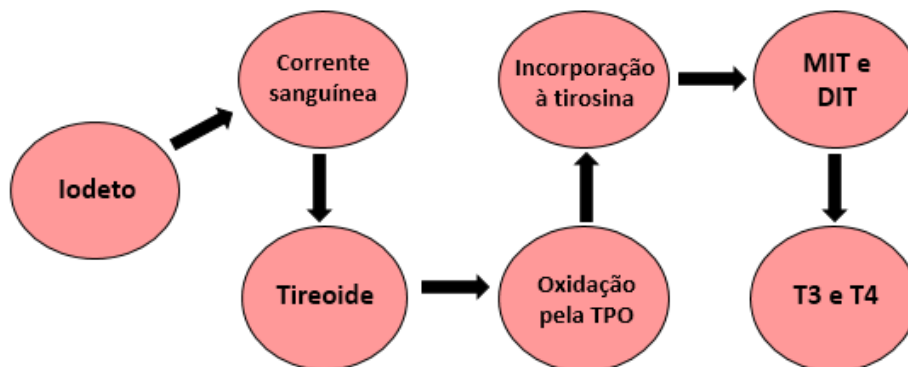 Iodeto
Corrente
sanguínea
Tireoide
Oxidação
pela TPO
Incorporação
à tirosina
MIT e
DIT
T3 e T4